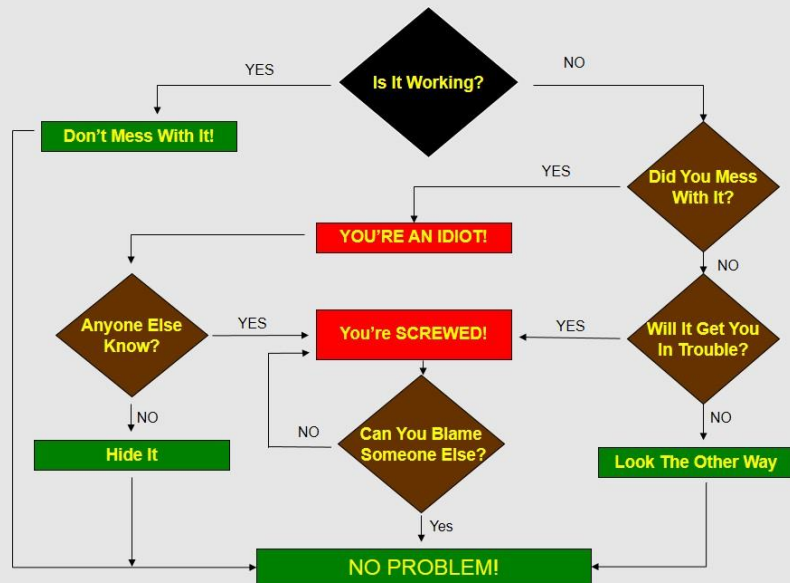 Is It Working?
YES
NO
Don't Mess With It!
Did You Mess
With It?
YES
YOU'RE AN IDIOT!
NO
Anyone Else
Know?
YES
You're SCREWED!
YES
Will It Get You
In Trouble?
NO
NO
Can You Blame
Someone Else?
NO
Hide It
Look The Other Way
Yes
NO PROBLEM!